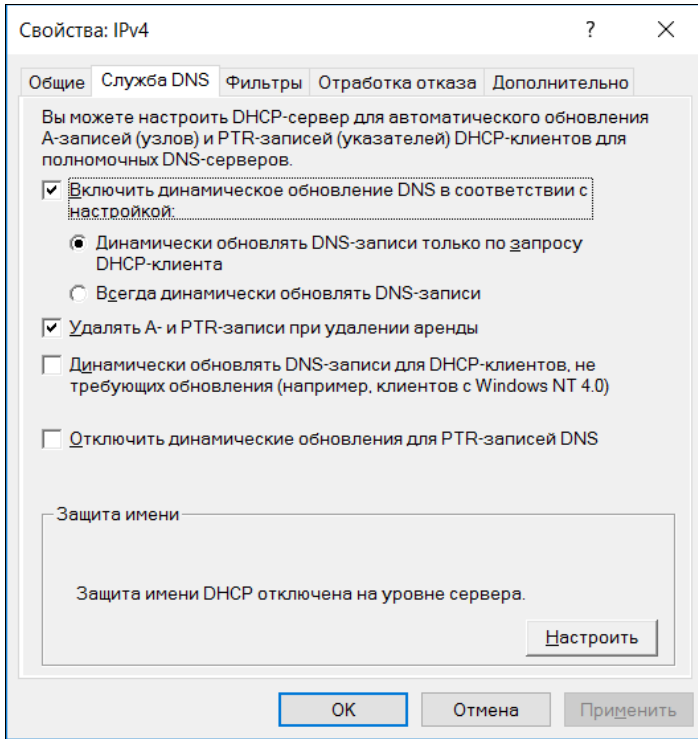 Свойства: IPv4
Общие Служба DNS Фильтры Отработка отказа Дополнительно
Вы можете настроить DHCP-сервер для автоматического обновления
A-записей (узлов) и PTR-записей (указателей) DHCP-клиентов для
полномочных DNS-серверов.
Включить динамическое обновление DNS в соответствии с
настройкой:
Динамически обновлять DNS-записи только по запросу
DHCP-клиента
Всегда динамически обновлять DNS-записи
Удалять A- и PTR-записи при удалении аренды
Динамически обновлять DNS-записи для DHCP-клиентов, не
требующих обновления (например, клиентов с Windows NT 4.0)
Отключить динамические обновления для PTR-записей DNS
Защита имени
Защита имени DHCP отключена на уровне сервера.
Настроить
OK Отмена Применить